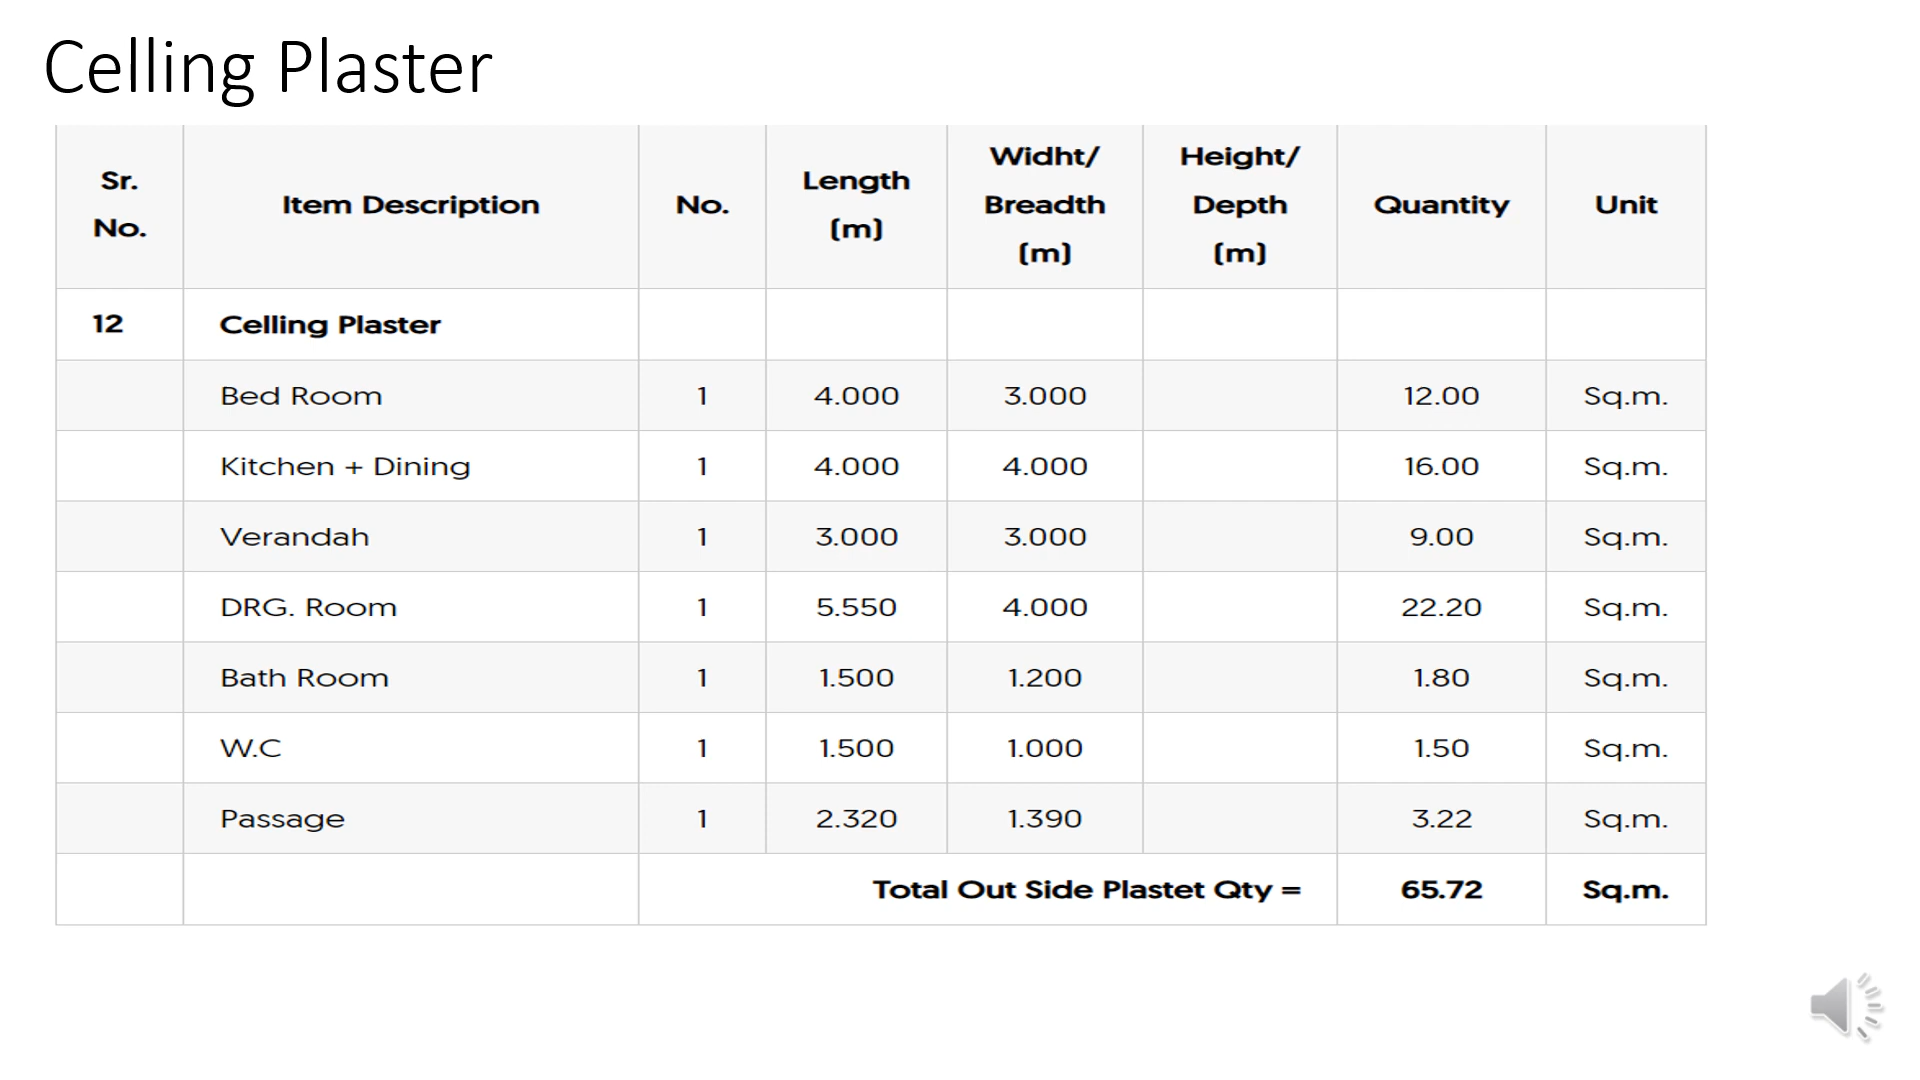 Celling Plaster
Sr. No. Item Description No. Length (m) Widht/ Breadth (m) Height/ Depth (m) Quantity Unit
12 Celling Plaster
Bed Room 1 4.000 3.000 12.00 Sq.m.
Kitchen + Dining 1 4.000 4.000 16.00 Sq.m.
Verandah 1 3.000 3.000 9.00 Sq.m.
DRG. Room 1 5.550 4.000 22.20 Sq.m.
Bath Room 1 1.500 1.200 1.80 Sq.m.
W.C 1 1.500 1.000 1.50 Sq.m.
Passage 1 2.320 1.390 3.22 Sq.m.
Total Out Side Plastet Qty = 65.72 Sq.m.